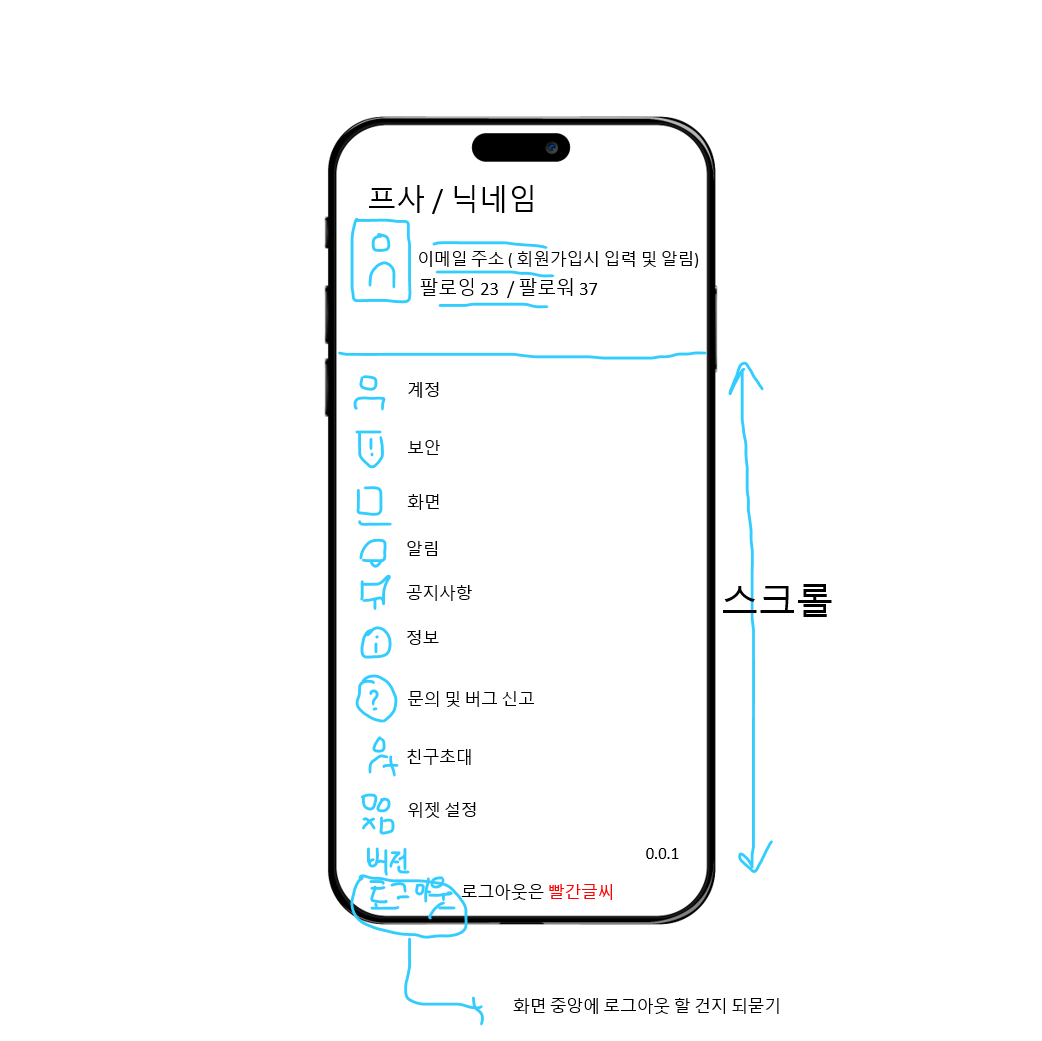 프사 / 닉네임
이메일 주소 ( 회원가입시 입력 및 알림)
팔로잉 23 / 팔로워 37
계정
보안
화면
알림
공지사항
스크롤
정보
?
문의 및 버그 신고
친구초대
위젯 설정
버전
0.0.1
로그아웃
로그아웃은 빨간글씨
화면 중앙에 로그아웃 할 건지 되묻기